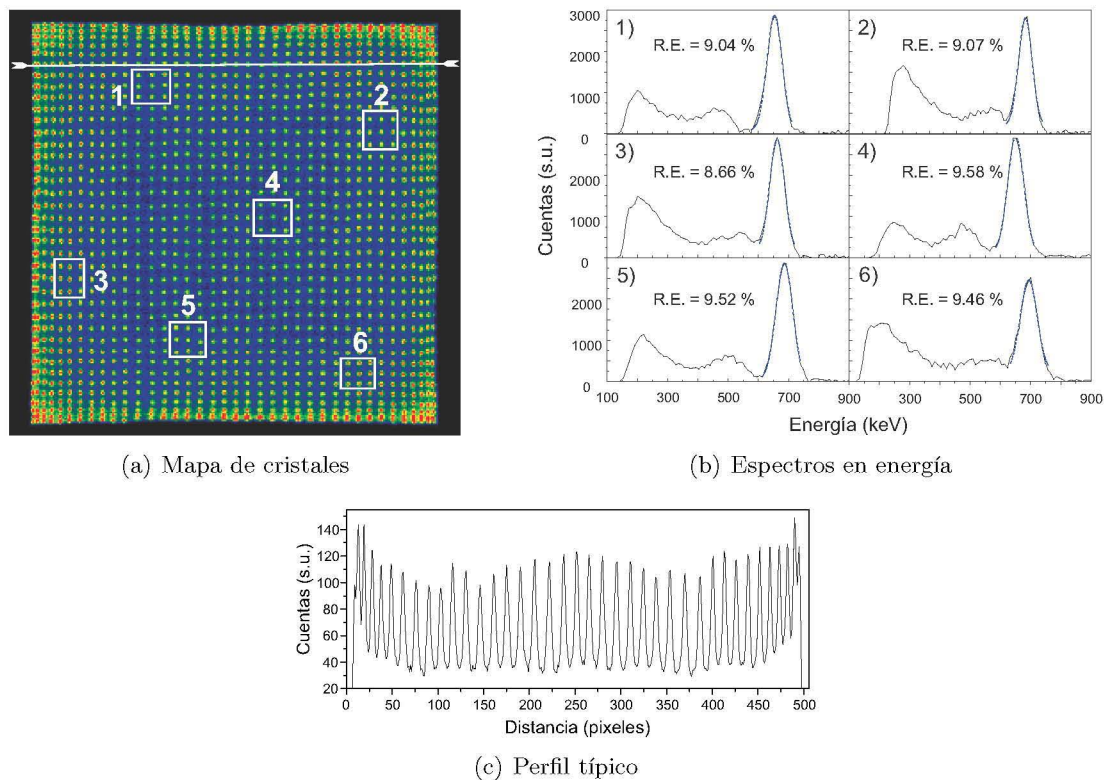 (a) Mapa de cristales
1
2
3
4
5
6
(b) Espectros en energía
Cuentas (s.u.)
Energía (keV)
3000
2000
1000
0
2000
1000
0
2000
1000
0
1) R.E. = 9.04 %
2) R.E. = 9.07 %
3) R.E. = 8.66 %
4) R.E. = 9.58 %
5) R.E. = 9.52 %
6) R.E. = 9.46 %
100 300 500 700 900 300 500 700 900
Cuentas (s.u.)
140
120
100
80
60
40
20
0 50 100 150 200 250 300 350 400 450 500
Distancia (pixeles)
(c) Perfil típico